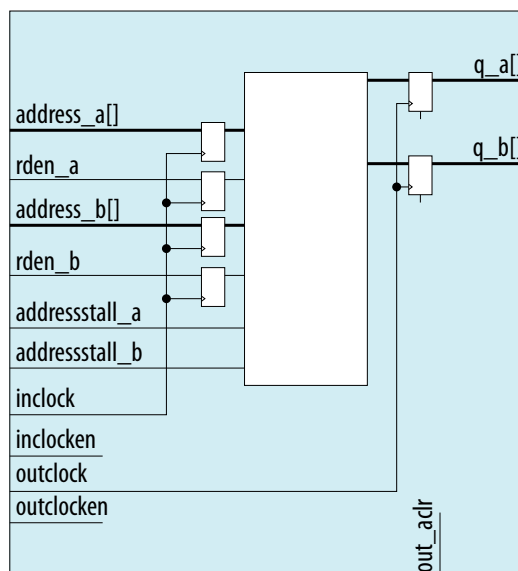 q_a[]
address_a[]
rden_a
q_b[]
address_b[]
rden_b
addressstall_a
addressstall_b
inclock
inclocken
outclock
outclocken
out_aclr